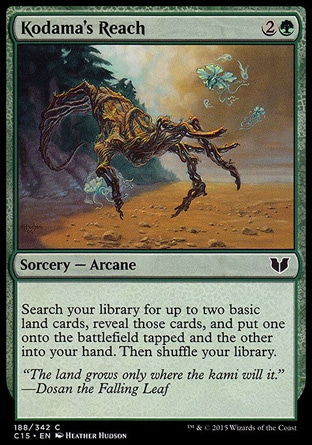 Kodama's Reach 2
Sorcery — Arcane
Search your library for up to two basic
land cards, reveal those cards, and put one
onto the battlefield tapped and the other
into your hand. Then shuffle your library.
"The land grows only where the kami will it."
—Dosan the Falling Leaf
188/342 C
C15 • EN Heather Hudson
™ & © 2015 Wizards of the Coast